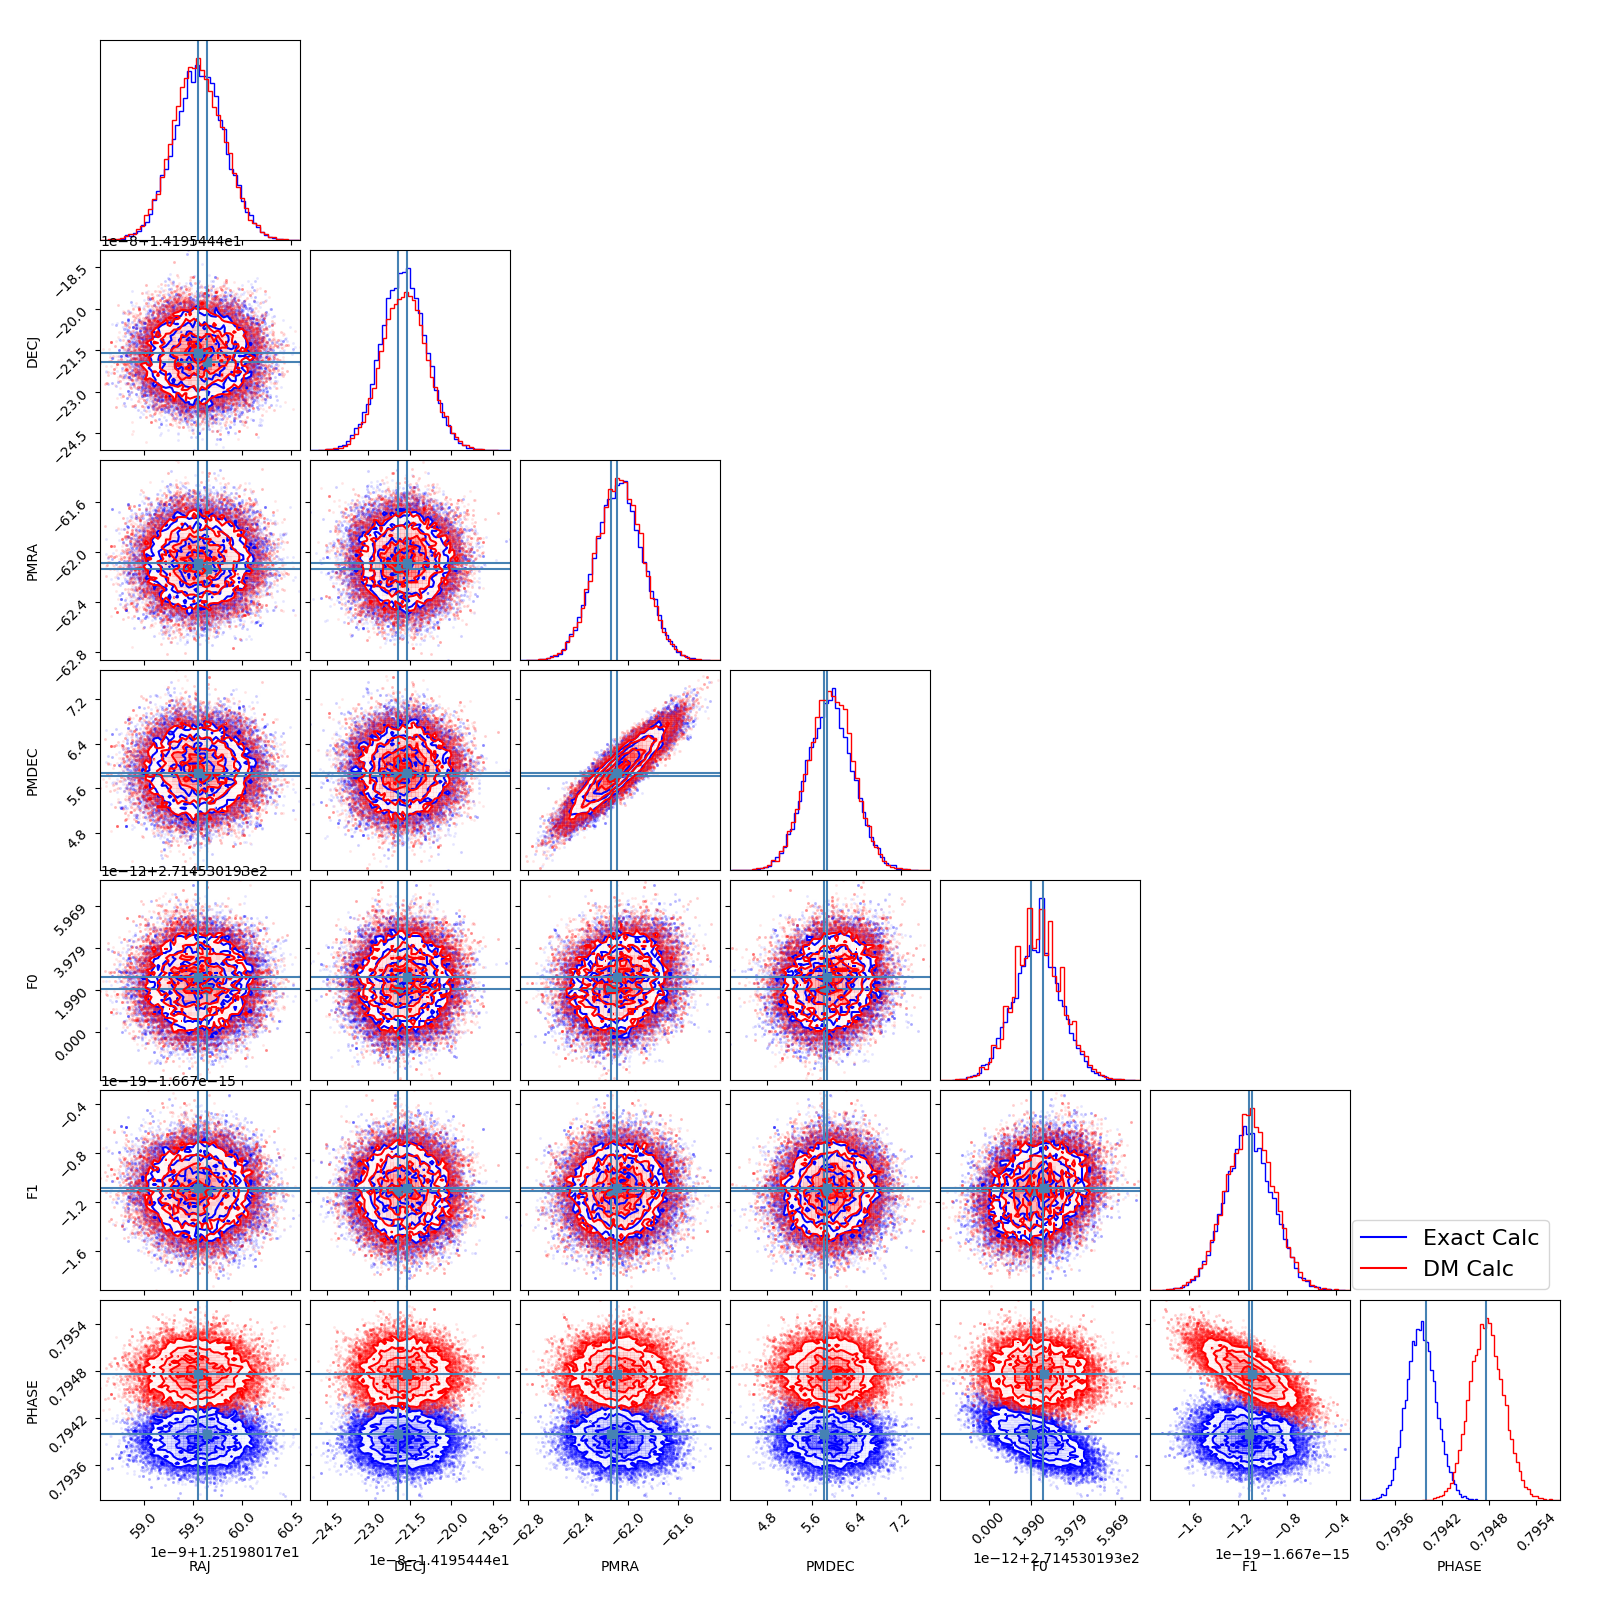 1e−8−1.4195444e1
−18.5
−20.0
−21.5
−23.0
−24.5
DECJ
−61.6
−62.0
−62.4
−62.8
PMRA
7.2
6.4
5.6
4.8
PMDEC
1e−12+2.714530193e2
5.969
3.979
1.990
0.000
F0
1e−19−1.667e−15
−0.4
−0.8
−1.2
−1.6
F1
Exact Calc
DM Calc
0.7954
0.7948
0.7942
0.7936
PHASE
59.0 59.5 60.0 60.5
−24.5 −23.0 −21.5 −20.0 −18.5
−62.8 −62.4 −62.0 −61.6
4.8 5.6 6.4 7.2
0.000 1.990 3.979 5.969
−1.6 −1.2 −0.8 −0.4
0.7936 0.7942 0.7948 0.7954
1e−9+1.25198017e1
1e−8−1.4195444e1
1e−12+2.714530193e2
1e−19−1.667e−15
RAJ DECJ PMRA PMDEC F0 F1 PHASE